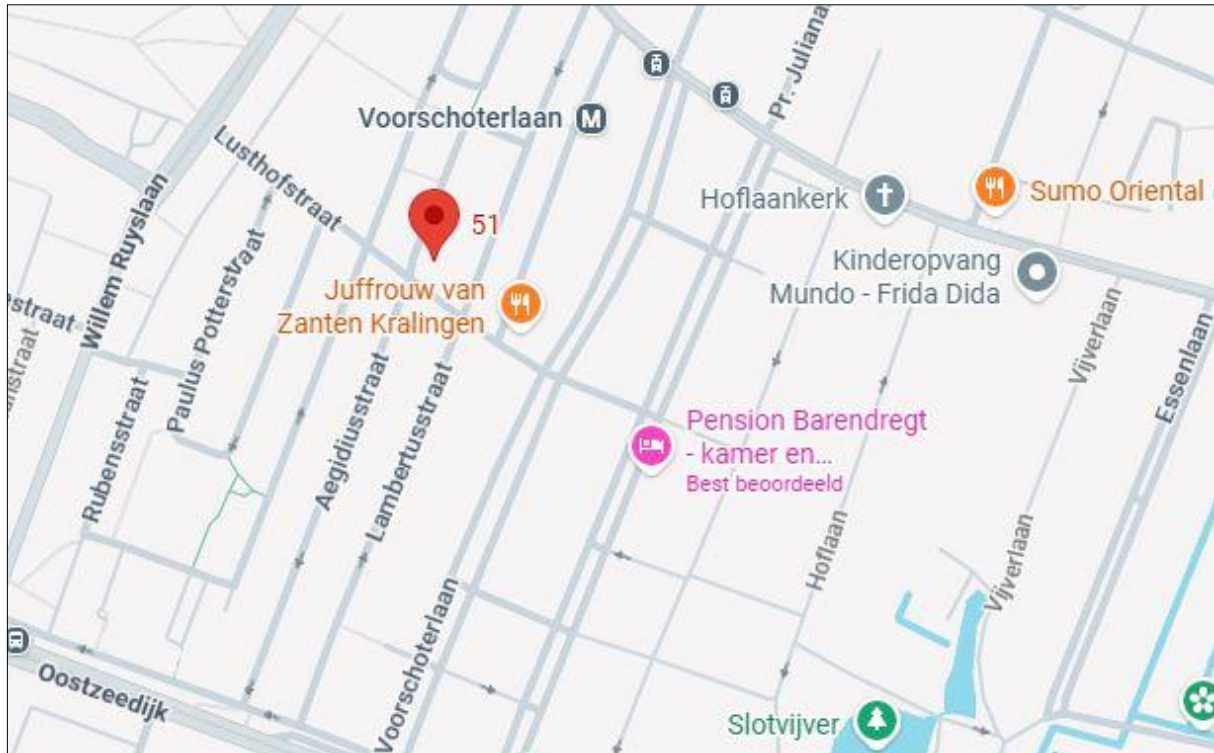 Pr. Juliana
Voorschoterlaan
M
Lusthofstraat
Hoflaankerk
Sumo Oriental
51
Willem Ruyslaan
Paulus Potterstraat
Juffrouw van
Zanten Kralingen
Kinderopvang
Mundo - Frida Dida
estraat
Vijverlaan
Essenlaan
Rubensstraat
Aegidiusstraat
Lambertusstraat
Pension Barendregt
- kamer en...
Best beoordeeld
Hoflaan
Vijverlaan
Voorschoterlaan
Oostzeedijk
Slotvijver